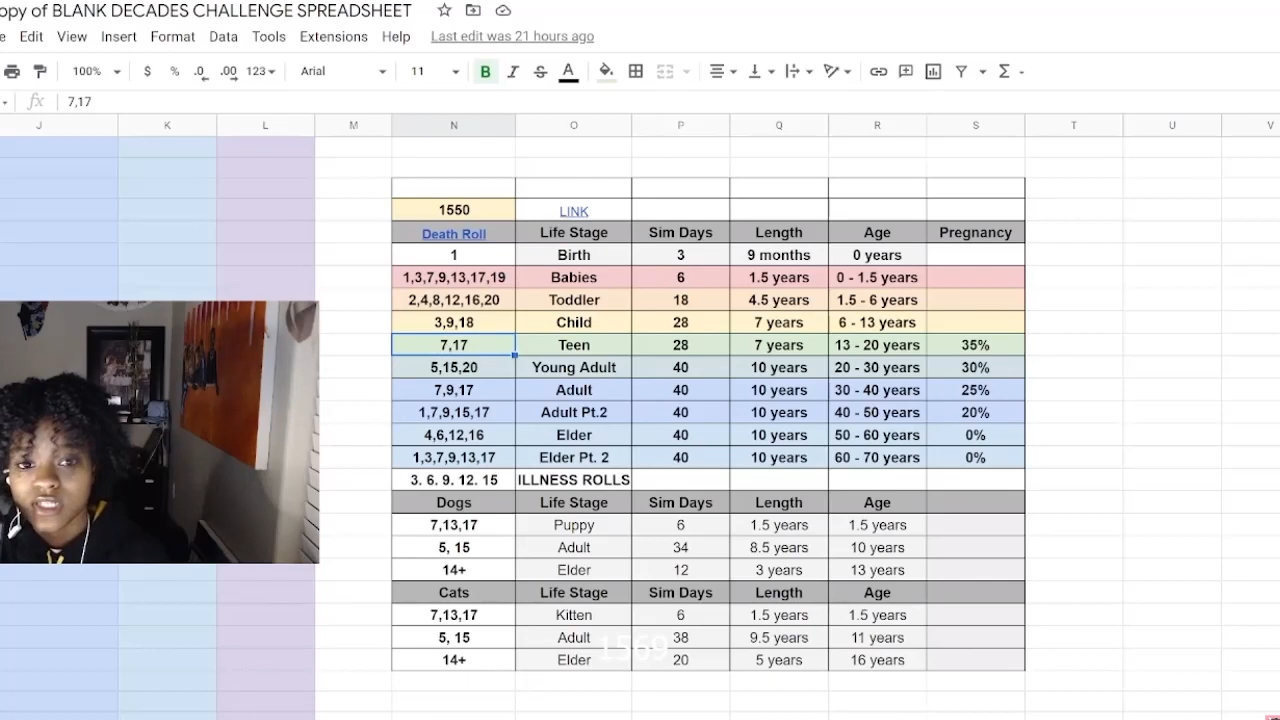 opy of BLANK DECADES CHALLENGE SPREADSHEET
e Edit View Insert Format Data Tools Extensions Help Last edit was 21 hours ago
100% $ % .0 .00 123 Arial 11 B I S A Σ
fx 7,17
J K L M N O P Q R S T U V
1550 LINK
Death Roll Life Stage Sim Days Length Age Pregnancy
1 Birth 3 9 months 0 years
1,3,7,9,13,17,19 Babies 6 1.5 years 0 - 1.5 years
2,4,8,12,16,20 Toddler 18 4.5 years 1.5 - 6 years
3,9,18 Child 28 7 years 6 - 13 years
7,17 Teen 28 7 years 13 - 20 years 35%
5,15,20 Young Adult 40 10 years 20 - 30 years 30%
7,9,17 Adult 40 10 years 30 - 40 years 25%
1,7,9,15,17 Adult Pt.2 40 10 years 40 - 50 years 20%
4,6,12,16 Elder 40 10 years 50 - 60 years 0%
1,3,7,9,13,17 Elder Pt. 2 40 10 years 60 - 70 years 0%
3. 6. 9. 12. 15 ILLNESS ROLLS
Dogs Life Stage Sim Days Length Age
7,13,17 Puppy 6 1.5 years 1.5 years
5, 15 Adult 34 8.5 years 10 years
14+ Elder 12 3 years 13 years
Cats Life Stage Sim Days Length Age
7,13,17 Kitten 6 1.5 years 1.5 years
5, 15 Adult 38 9.5 years 11 years
1569
14+ Elder 20 5 years 16 years